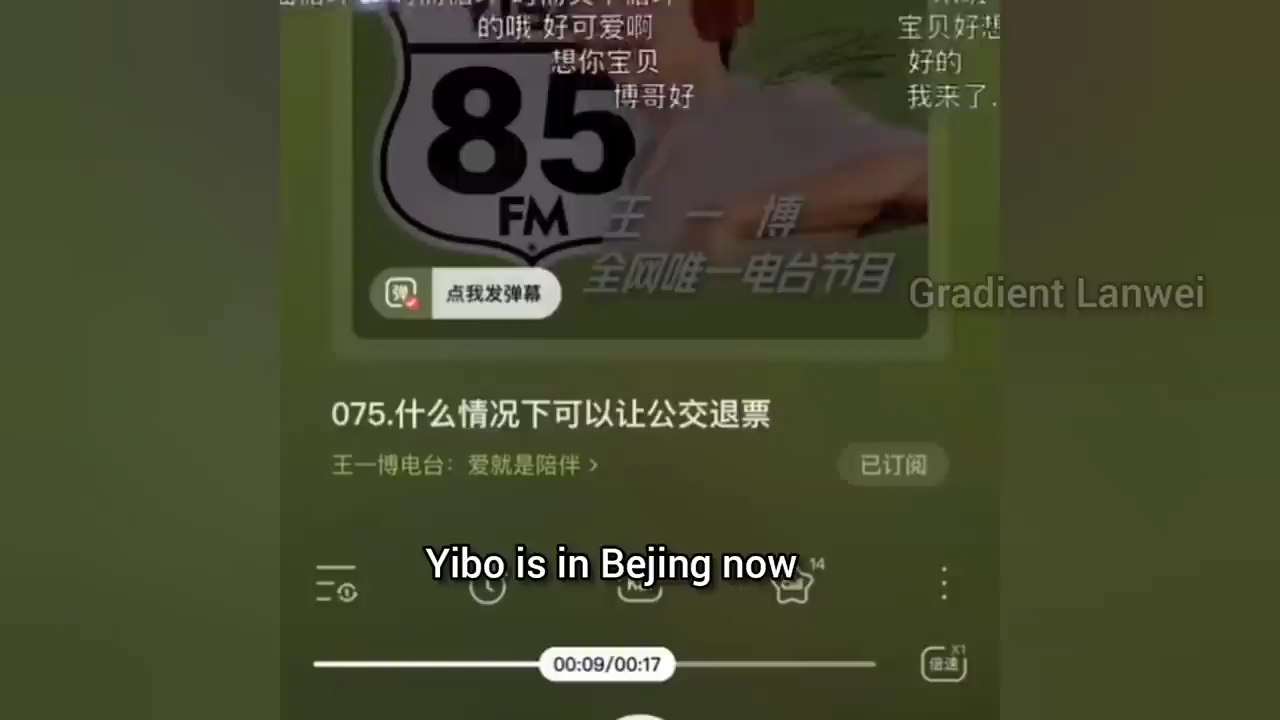 的哦 好可爱啊
宝贝好想
想你宝贝
好的
博哥好
我来了.
85
FM
王一博
全网唯一电台节目
弹
点我发弹幕
Gradient Lanwei
075.什么情况下可以让公交退票
王一博电台：爱就是陪伴 >
已订阅
Yibo is in Bejing now
14
00:09/00:17
倍速
X1